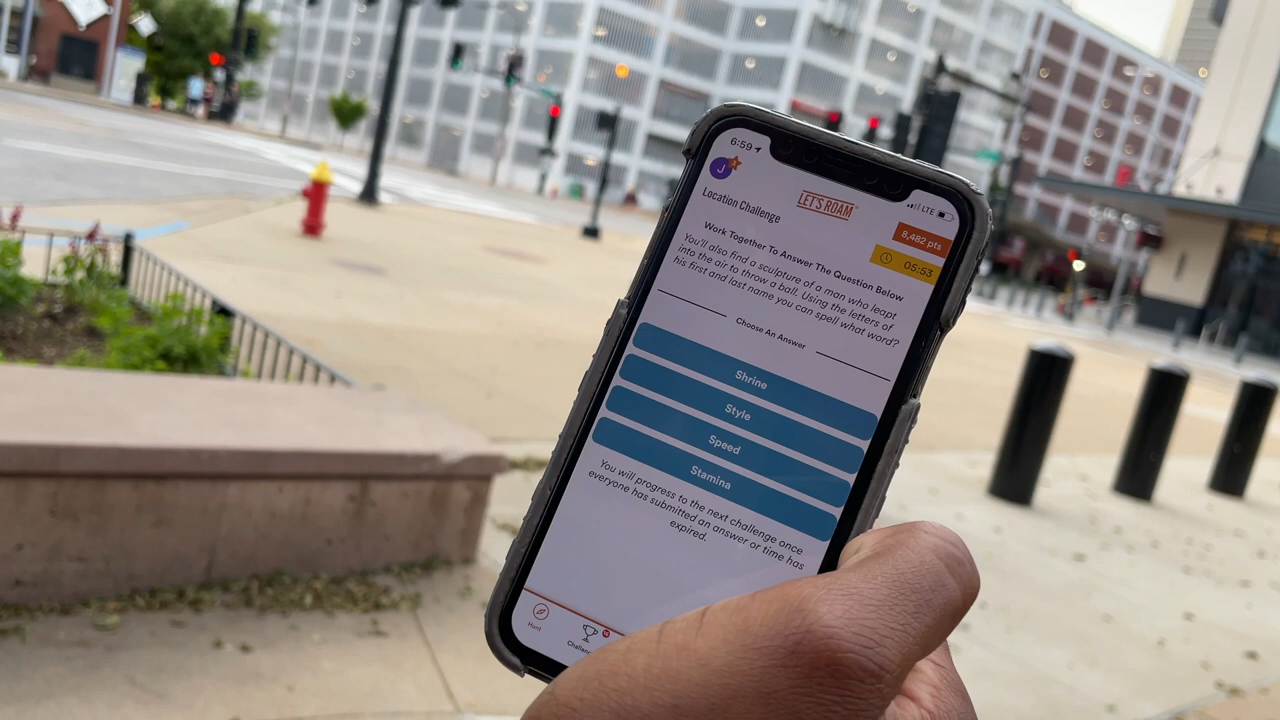 6:59
LTE
J
LET'S ROAM
Location Challenge
8,482 pts
05:53
Work Together To Answer The Question Below
You'll also find a sculpture of a man who leapt
into the air to throw a ball. Using the letters of
his first and last name you can spell what word?
Choose An Answer
Shrine
Style
Speed
Stamina
You will progress to the next challenge once
everyone has submitted an answer or time has
expired.
Hunt